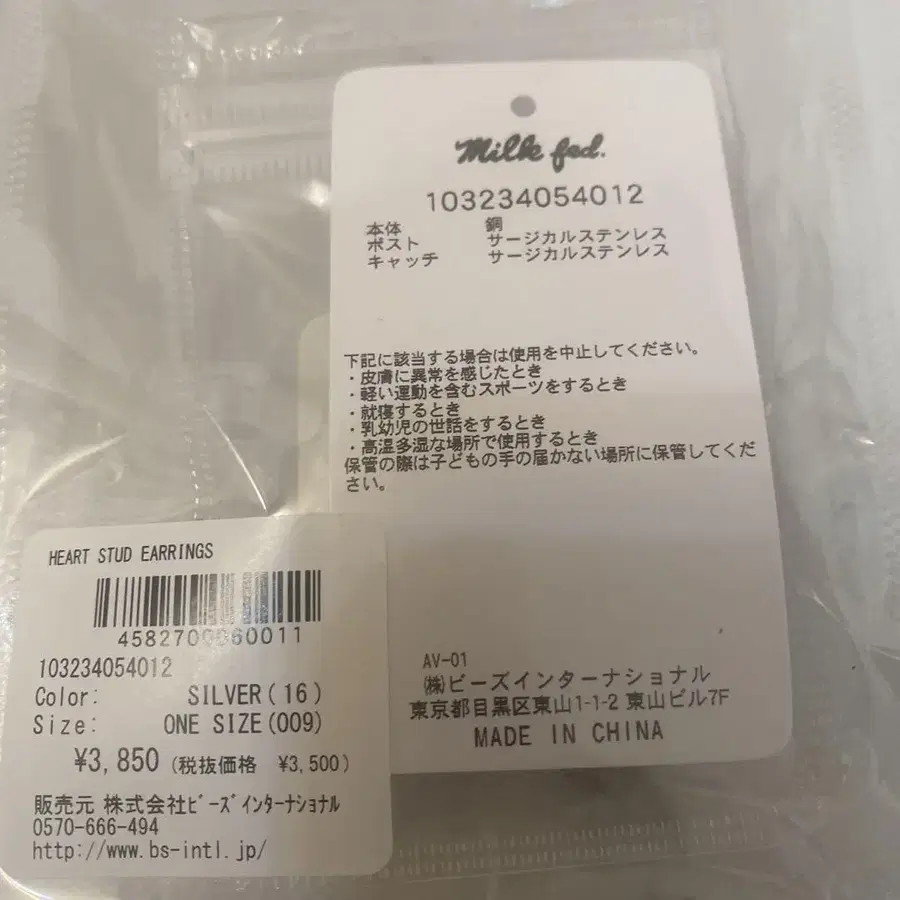 Milk fed.
103234054012
本体 銅
ポスト サージカルステンレス
キャッチ サージカルステンレス
下記に該当する場合は使用を中止してください。
・皮膚に異常を感じたとき
・軽い運動を含むスポーツをするとき
・就寝するとき
・乳幼児の世話をするとき
・高温多湿な場所で使用するとき
保管の際は子どもの手の届かない場所に保管してくだ
さい。
AV-01
㈱ビーズインターナショナル
東京都目黒区東山1-1-2 東山ビル7F
MADE IN CHINA
HEART STUD EARRINGS
4582700060011
103234054012
Color: SILVER(16)
Size: ONE SIZE(009)
¥3,850 (税抜価格 ¥3,500)
販売元 株式会社ﾋﾞｰｽﾞｲﾝﾀｰﾅｼｮﾅﾙ
0570-666-494
http://www.bs-intl.jp/